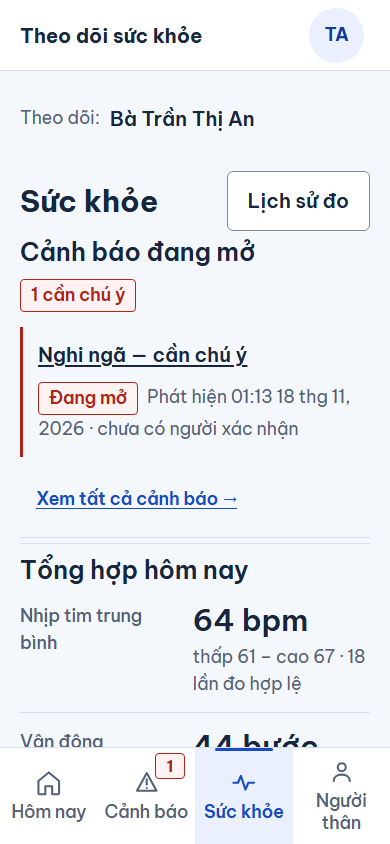 Theo dõi sức khỏe
TA
Theo dõi: Bà Trần Thị An
Sức khỏe
Lịch sử đo
Cảnh báo đang mở
1 cần chú ý
Nghi ngã — cần chú ý
Đang mở Phát hiện 01:13 18 thg 11,
2026 · chưa có người xác nhận
Xem tất cả cảnh báo →
Tổng hợp hôm nay
Nhịp tim trung
bình
64 bpm
thấp 61 – cao 67 · 18
lần đo hợp lệ
Vận động
44 bước
Hôm nay
1
Cảnh báo
Sức khỏe
Người
thân